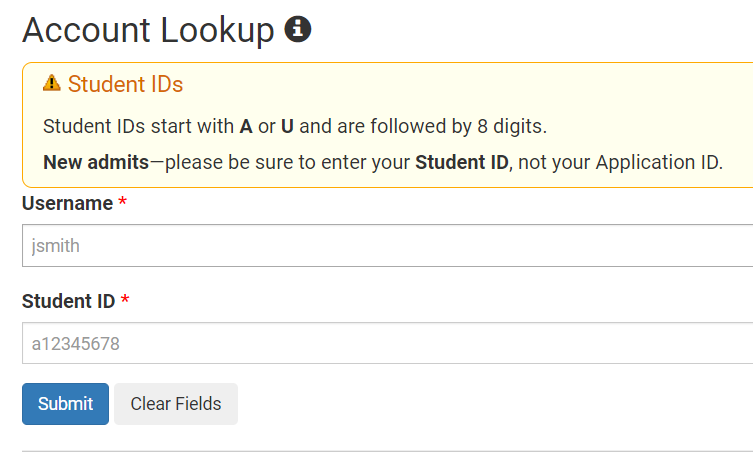 Account Lookup
Student IDs
Student IDs start with A or U and are followed by 8 digits.
New admits—please be sure to enter your Student ID, not your Application ID.
Username *
jsmith
Student ID *
a12345678
Submit Clear Fields